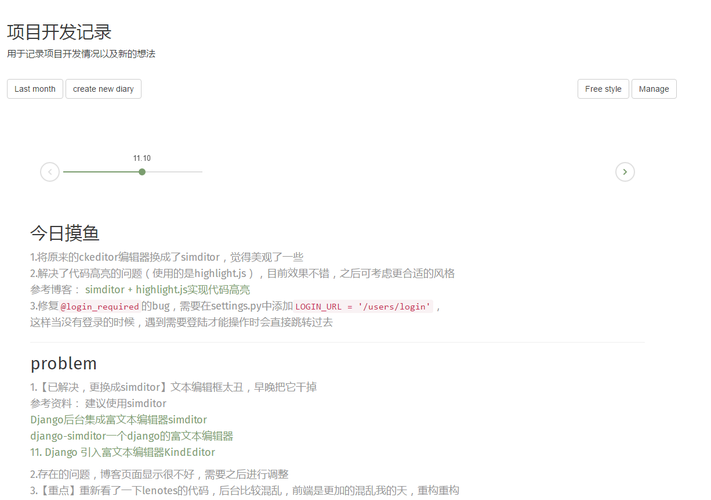 项目开发记录
用于记录项目开发情况以及新的想法
Last month create new diary Free style Manage
11.10
今日摸鱼
1.将原来的ckeditor编辑器换成了simditor，觉得美观了一些
2.解决了代码高亮的问题（使用的是highlight.js），目前效果不错，之后可考虑更合适的风格
参考博客： simditor + highlight.js实现代码高亮
3.修复 @login_required 的bug，需要在settings.py中添加 LOGIN_URL = '/users/login' ，
这样当没有登录的时候，遇到需要登陆才能操作时会直接跳转过去
problem
1.【已解决，更换成simditor】文本编辑框太丑，早晚把它干掉
参考资料： 建议使用simditor
Django后台集成富文本编辑器simditor
django-simditor一个django的富文本编辑器
11. Django 引入富文本编辑器KindEditor
2.存在的问题，博客页面显示很不好，需要之后进行调整
3.【重点】重新看了一下lenotes的代码，后台比较混乱，前端是更加的混乱我的天，重构重构